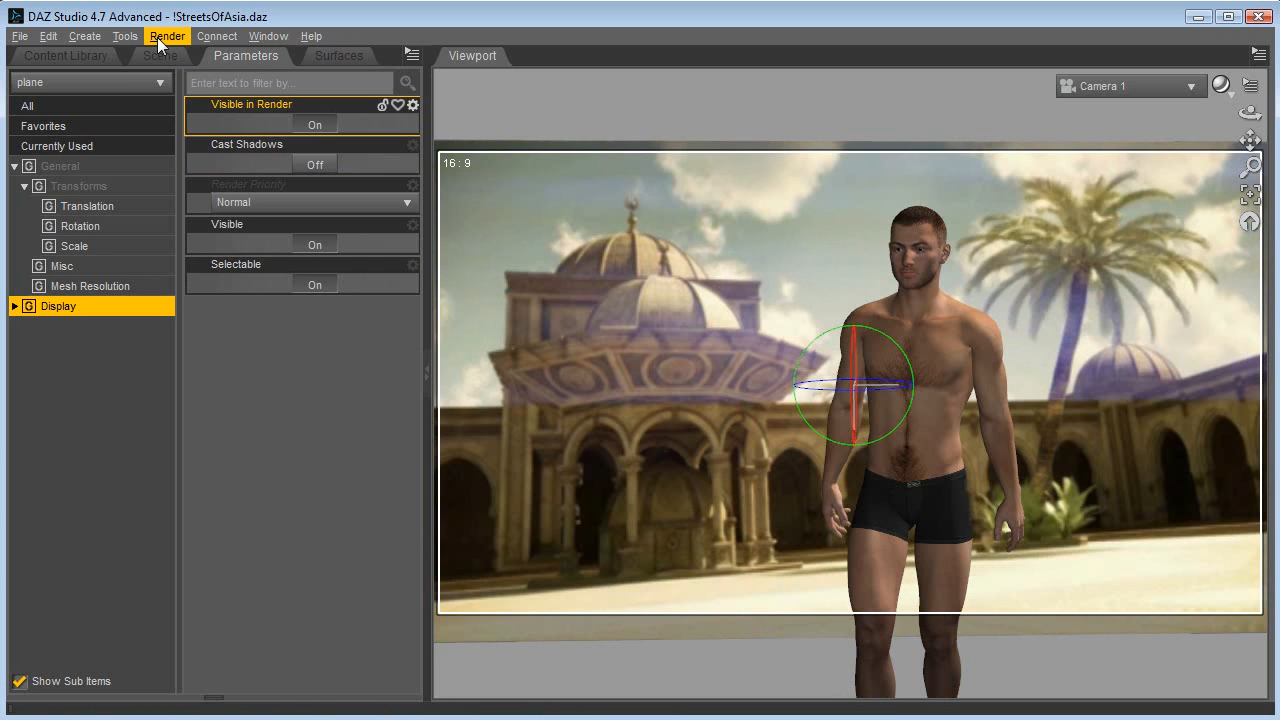 DAZ Studio 4.7 Advanced - !StreetsOfAsia.daz
File Edit Create Tools Render Connect Window Help
Content Library Scene Parameters Surfaces Viewport
plane
Enter text to filter by...
Camera 1
All
Favorites
Currently Used
General
Transforms
Translation
Rotation
Scale
Misc
Mesh Resolution
Display
Show Sub Items
Visible in Render
On
Cast Shadows
Off
Render Priority
Normal
Visible
On
Selectable
On
16 : 9